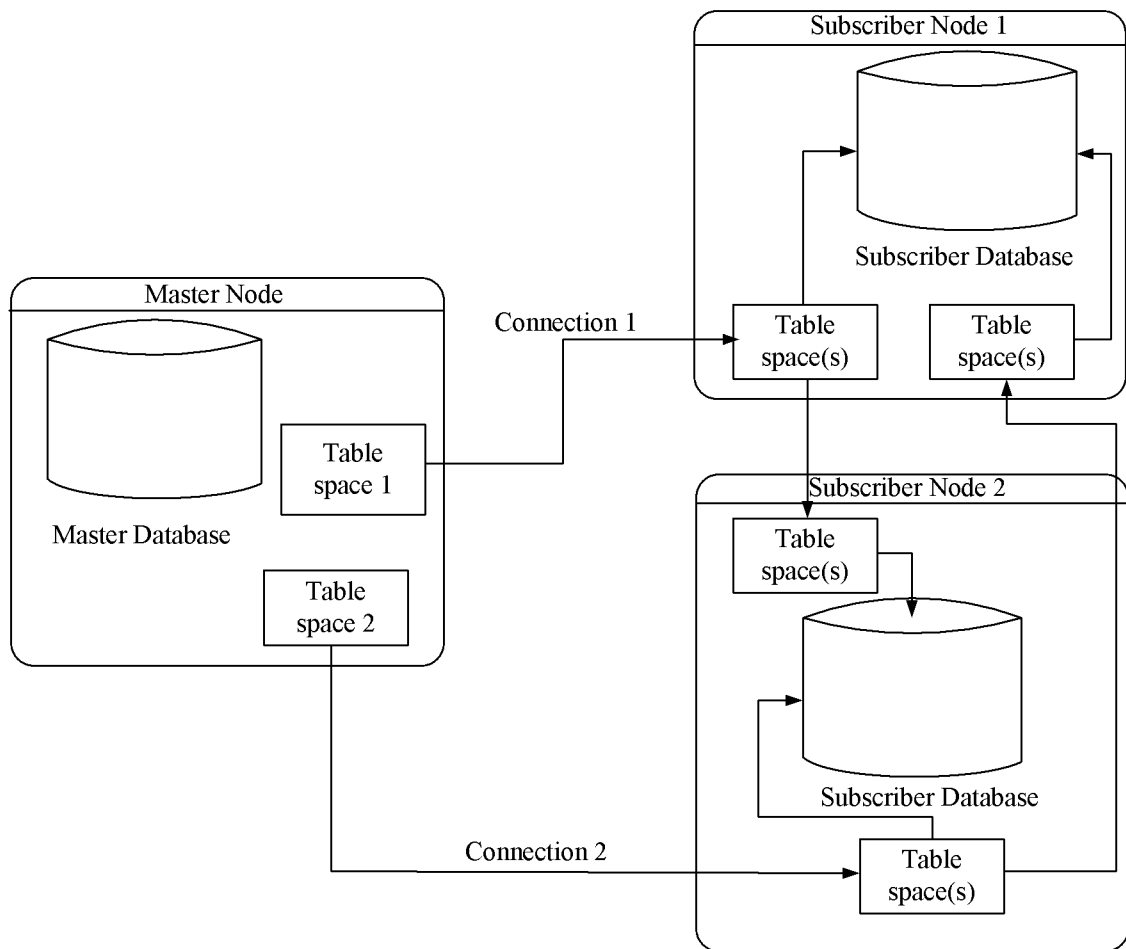 Subscriber Node 1
Subscriber Database
Table
space(s)
Table
space(s)
Master Node
Connection 1
Table
space 1
Master Database
Table
space 2
Subscriber Node 2
Table
space(s)
Subscriber Database
Connection 2
Table
space(s)